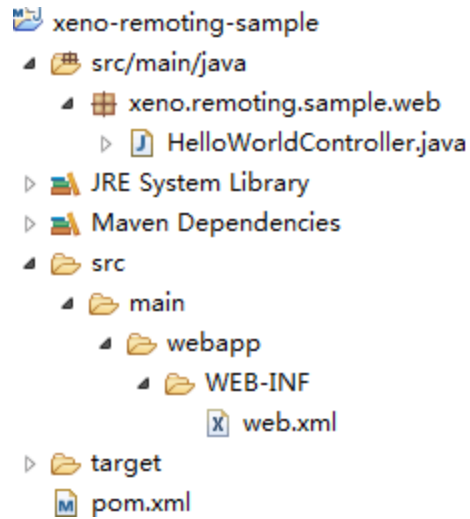 xeno-remoting-sample
src/main/java
xeno.remoting.sample.web
HelloWorldController.java
JRE System Library
Maven Dependencies
src
main
webapp
WEB-INF
web.xml
target
pom.xml